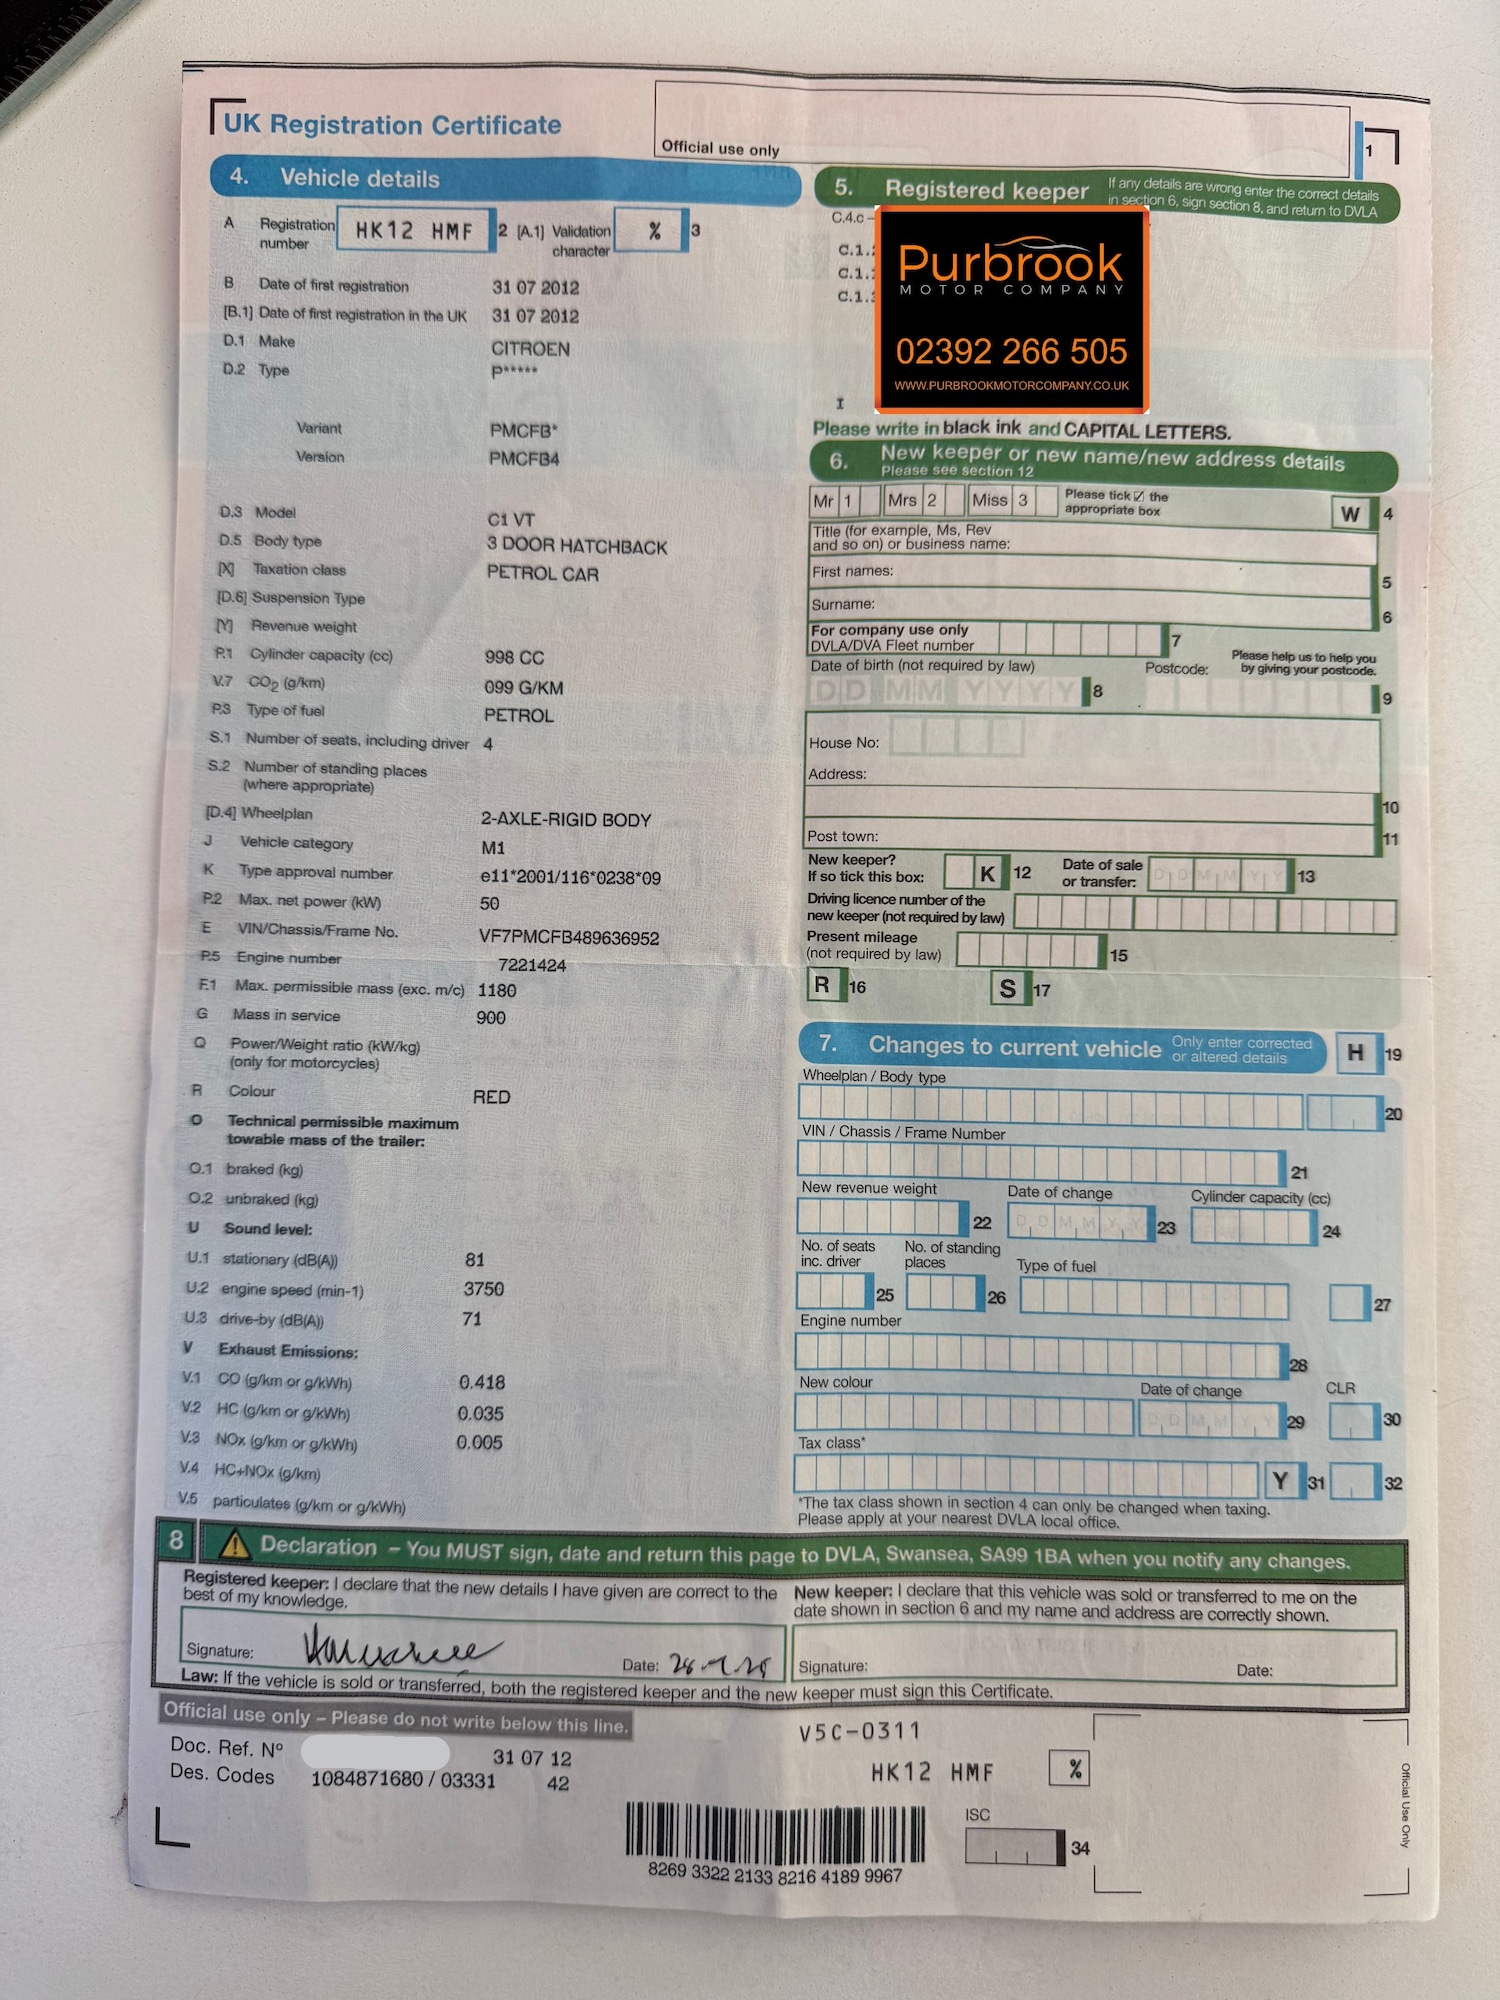 UK Registration Certificate
Official use only
1
4. Vehicle details
A Registration number HK12 HMF 2 [A.1] Validation character % 3
B Date of first registration 31 07 2012
[B.1] Date of first registration in the UK 31 07 2012
D.1 Make CITROEN
D.2 Type P*****
Variant PMCFB*
Version PMCFB4
D.3 Model C1 VT
D.5 Body type 3 DOOR HATCHBACK
[X] Taxation class PETROL CAR
[D.6] Suspension Type
[Y] Revenue weight
P.1 Cylinder capacity (cc) 998 CC
V.7 CO2 (g/km) 099 G/KM
P.3 Type of fuel PETROL
S.1 Number of seats, including driver 4
S.2 Number of standing places
(where appropriate)
[D.4] Wheelplan 2-AXLE-RIGID BODY
J Vehicle category M1
K Type approval number e11*2001/116*0238*09
P.2 Max. net power (kW) 50
E VIN/Chassis/Frame No. VF7PMCFB489636952
P.5 Engine number 7221424
F.1 Max. permissible mass (exc. m/c) 1180
G Mass in service 900
Q Power/Weight ratio (kW/kg)
(only for motorcycles)
R Colour RED
O Technical permissible maximum
towable mass of the trailer:
O.1 braked (kg)
O.2 unbraked (kg)
U Sound level:
U.1 stationary (dB(A)) 81
U.2 engine speed (min-1) 3750
U.3 drive-by (dB(A)) 71
V Exhaust Emissions:
V.1 CO (g/km or g/kWh) 0.418
V.2 HC (g/km or g/kWh) 0.035
V.3 NOx (g/km or g/kWh) 0.005
V.4 HC+NOx (g/km)
V.5 particulates (g/km or g/kWh)
5. Registered keeper If any details are wrong enter the correct details
in section 6, sign section 8, and return to DVLA
C.4.c –
C.1.
C.1.
C.1.
Purbrook
MOTOR COMPANY
02392 266 505
WWW.PURBROOKMOTORCOMPANY.CO.UK
I
Please write in black ink and CAPITAL LETTERS.
6. New keeper or new name/new address details
Please see section 12
Mr 1 Mrs 2 Miss 3 Please tick ☑ the
appropriate box W 4
Title (for example, Ms, Rev
and so on) or business name:
First names: 5
Surname: 6
For company use only
DVLA/DVA Fleet number 7
Date of birth (not required by law) Postcode: Please help us to help you
by giving your postcode.
DD MM YYYY 8 9
House No:
Address:
10
Post town: 11
New keeper?
If so tick this box: K 12 Date of sale
or transfer: D D M M Y Y 13
Driving licence number of the
new keeper (not required by law)
Present mileage
(not required by law) 15
R 16 S 17
7. Changes to current vehicle Only enter corrected
or altered details H 19
Wheelplan / Body type
20
VIN / Chassis / Frame Number
21
New revenue weight Date of change Cylinder capacity (cc)
22 D D M M Y Y 23 24
No. of seats
inc. driver No. of standing
places Type of fuel
25 26 27
Engine number
28
New colour Date of change CLR
D D M M Y Y 29 30
Tax class*
Y 31 32
*The tax class shown in section 4 can only be changed when taxing.
Please apply at your nearest DVLA local office.
8 Declaration – You MUST sign, date and return this page to DVLA, Swansea, SA99 1BA when you notify any changes.
Registered keeper: I declare that the new details I have given are correct to the
best of my knowledge.
Signature: Date:
New keeper: I declare that this vehicle was sold or transferred to me on the
date shown in section 6 and my name and address are correctly shown.
Signature: Date:
Law: If the vehicle is sold or transferred, both the registered keeper and the new keeper must sign this Certificate.
Official use only – Please do not write below this line.
Doc. Ref. Nº 31 07 12
Des. Codes 1084871680 / 03331 42
V5C-0311
HK12 HMF %
8269 3322 2133 8216 4189 9967
ISC
34
Official Use Only